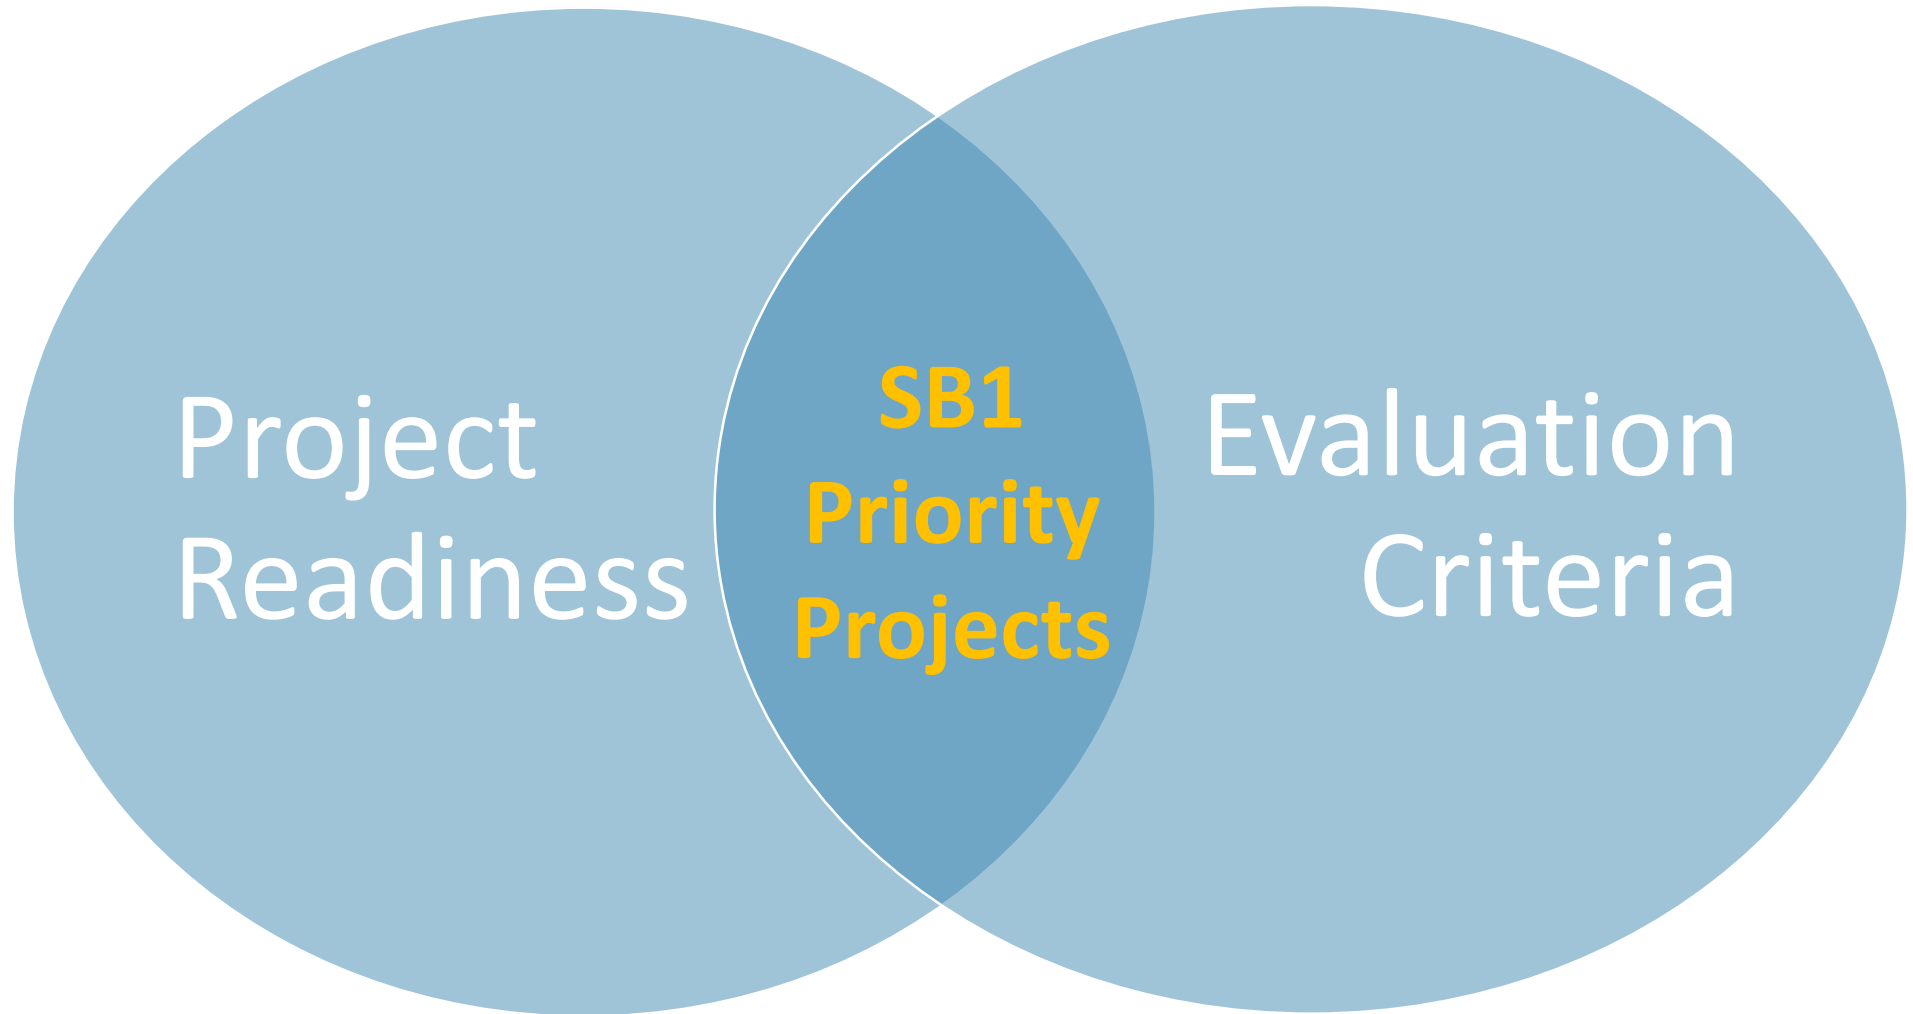 Project
Readiness
SB1
Priority
Projects
Evaluation
Criteria